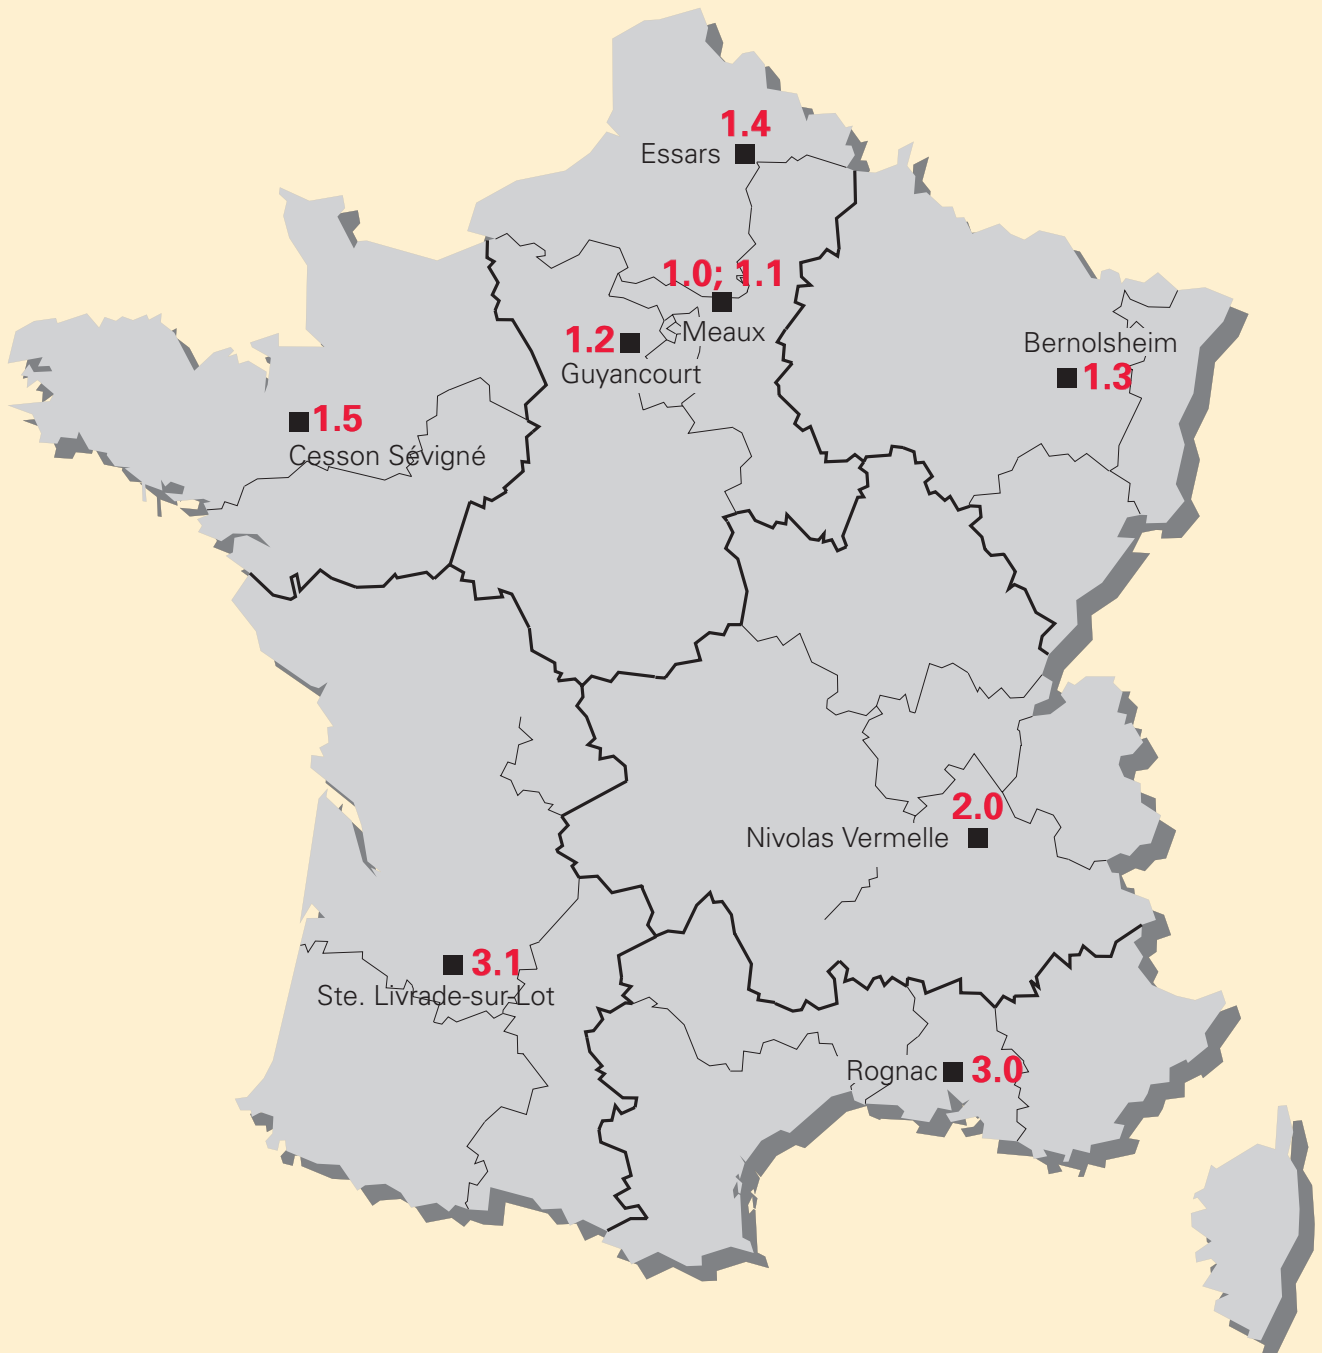 1.4
Essars
1.0; 1.1
Meaux
1.2
Guyancourt
Bernolsheim
1.3
1.5
Cesson Sévigné
2.0
Nivolas Vermelle
3.1
Ste. Livrade-sur-Lot
Rognac
3.0